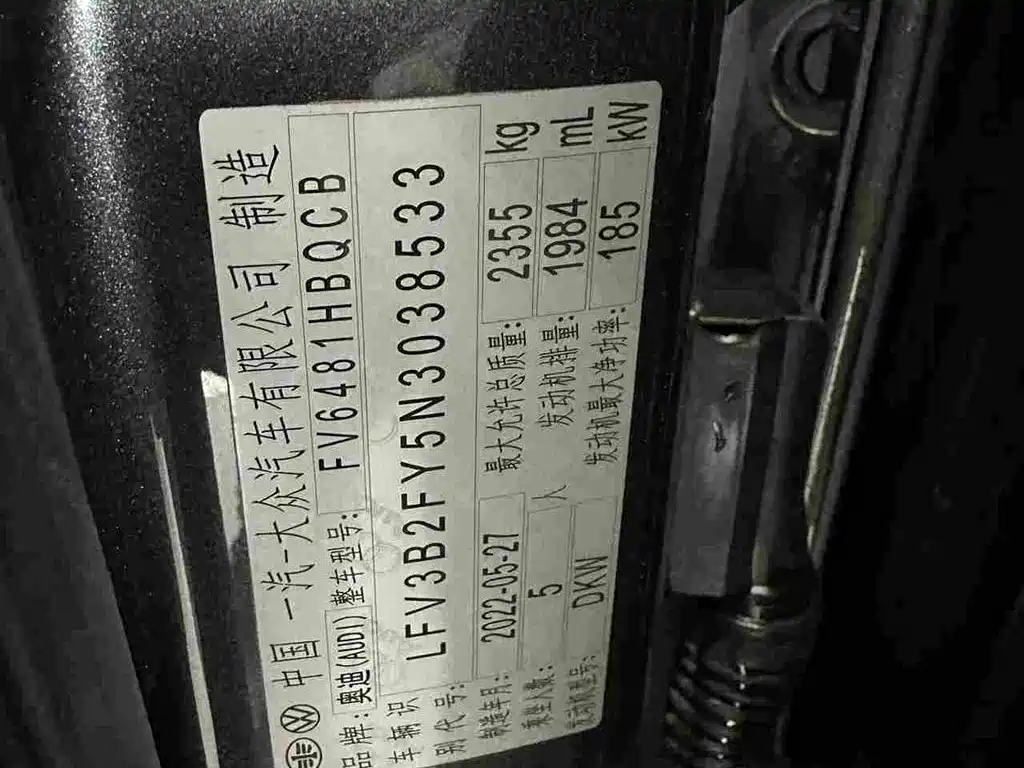 中国 一汽-大众汽车有限公司 制造
品牌: 奥迪(AUDI) 整车型号: FV6481HBQCB
车辆识别代号: LFV3B2FY5N3038533
制造年月: 2022-05-27 最大允许总质量: 2355 kg
乘坐人数: 5 人 发动机排量: 1984 mL
发动机型号: DKW 发动机最大净功率: 185 kW